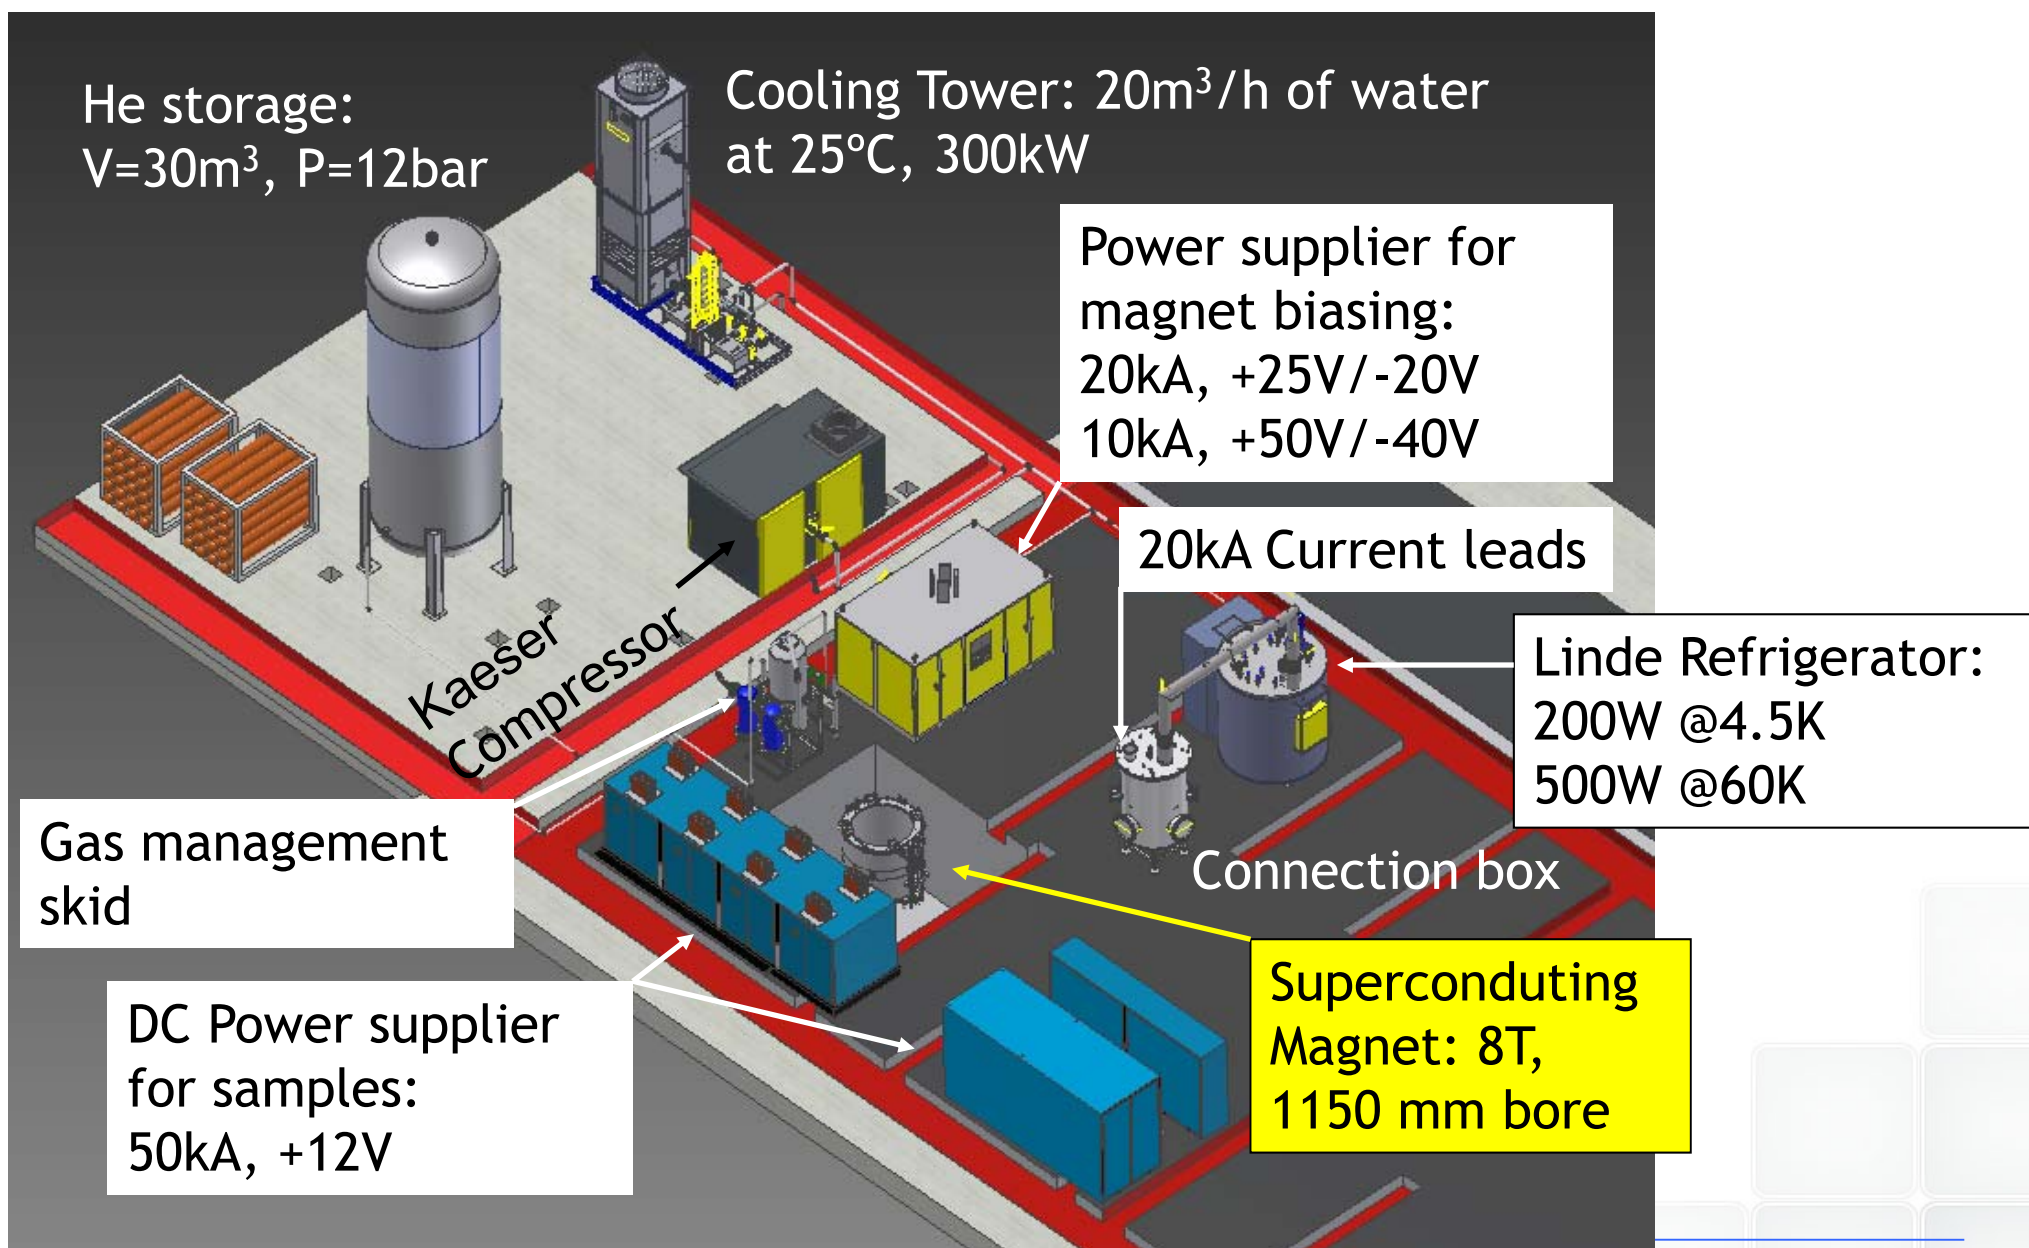 He storage:
V=30m³, P=12bar
Cooling Tower: 20m³/h of water
at 25ºC, 300kW
Power supplier for
magnet biasing:
20kA, +25V/-20V
10kA, +50V/-40V
20kA Current leads
Kaeser
Compressor
Linde Refrigerator:
200W @4.5K
500W @60K
Gas management
skid
Connection box
DC Power supplier
for samples:
50kA, +12V
Superconduting
Magnet: 8T,
1150 mm bore